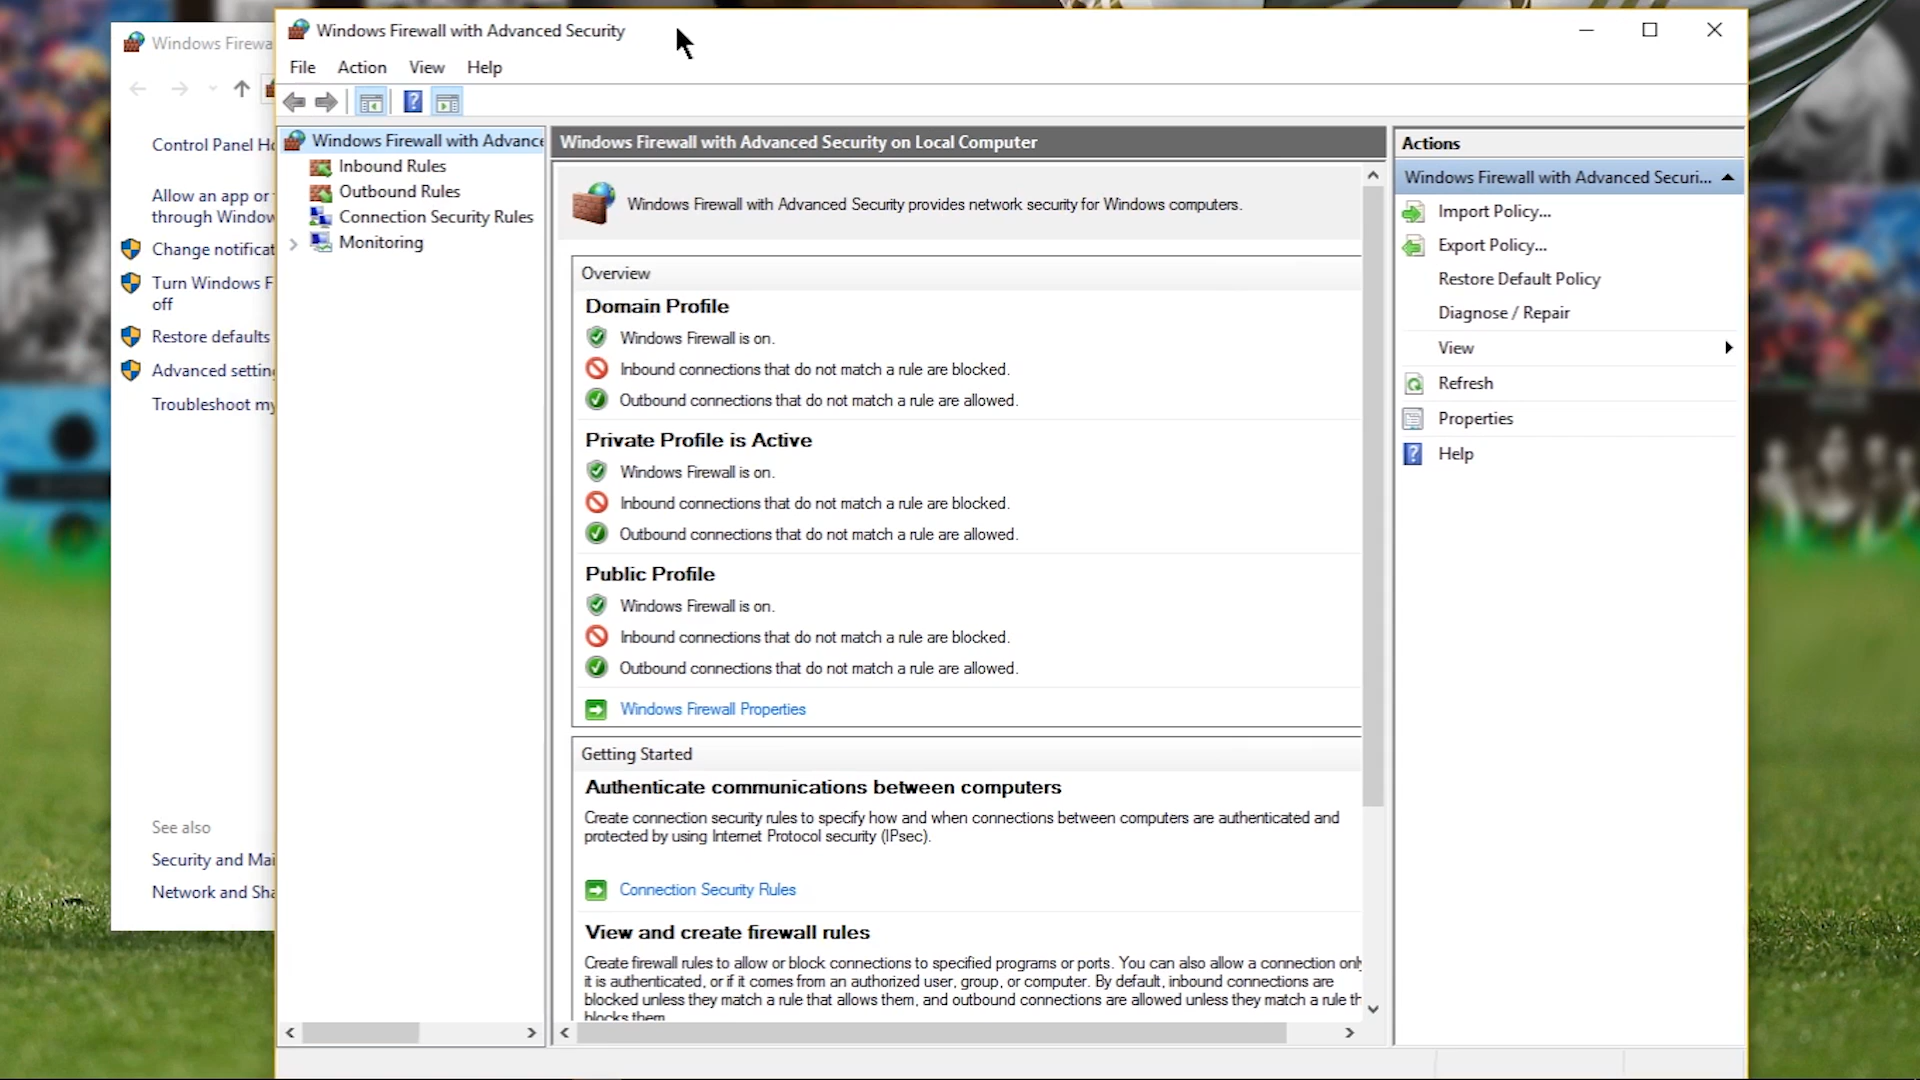 Windows Firewa
Control Panel Ho
Allow an app or
through Window
Change notificat
Turn Windows F
off
Restore defaults
Advanced settin
Troubleshoot my
See also
Security and Mai
Network and Sha
Windows Firewall with Advanced Security
File Action View Help
Windows Firewall with Advance
Inbound Rules
Outbound Rules
Connection Security Rules
Monitoring
Windows Firewall with Advanced Security on Local Computer
Windows Firewall with Advanced Security provides network security for Windows computers.
Overview
Domain Profile
Windows Firewall is on.
Inbound connections that do not match a rule are blocked.
Outbound connections that do not match a rule are allowed.
Private Profile is Active
Windows Firewall is on.
Inbound connections that do not match a rule are blocked.
Outbound connections that do not match a rule are allowed.
Public Profile
Windows Firewall is on.
Inbound connections that do not match a rule are blocked.
Outbound connections that do not match a rule are allowed.
Windows Firewall Properties
Getting Started
Authenticate communications between computers
Create connection security rules to specify how and when connections between computers are authenticated and
protected by using Internet Protocol security (IPsec).
Connection Security Rules
View and create firewall rules
Create firewall rules to allow or block connections to specified programs or ports. You can also allow a connection only
it is authenticated, or if it comes from an authorized user, group, or computer. By default, inbound connections are
blocked unless they match a rule that allows them, and outbound connections are allowed unless they match a rule th
blocks them.
Actions
Windows Firewall with Advanced Securi...
Import Policy...
Export Policy...
Restore Default Policy
Diagnose / Repair
View
Refresh
Properties
Help